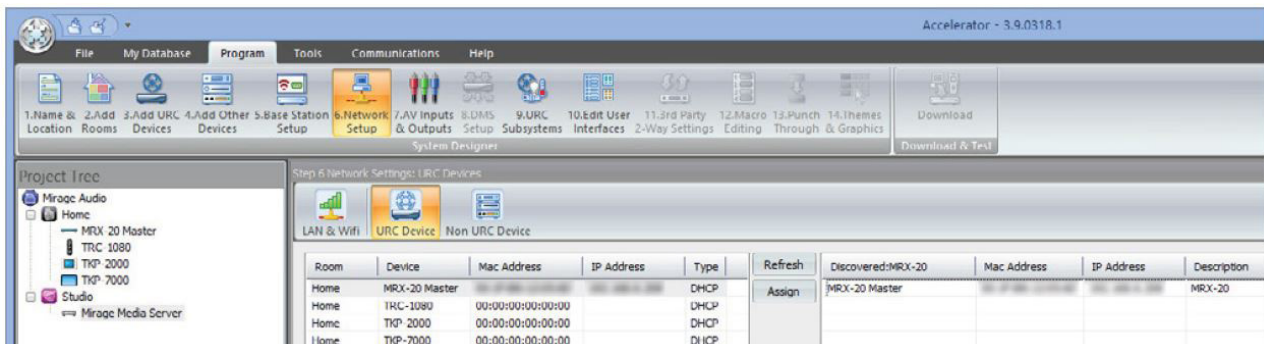 Accelerator - 3.9.0318.1
File My Database Program Tools Communications Help
1.Name & Location 2.Add Rooms 3.Add URC Devices 4.Add Other Devices 5.Base Station Setup 6.Network Setup 7.AV Inputs & Outputs 8.DMS Setup 9.URC Subsystems 10.Edit User Interfaces 11.3rd Party 2-Way Settings 12.Macro Editing 13.Punch Through 14.Themes & Graphics Download
System Designer Download & Test
Project Tree
Mirage Audio
Home
MRX-20 Master
TRC-1080
TKP-2000
TKP-7000
Studio
Mirage Media Server
Step 6 Network Settings: URC Devices
LAN & Wifi URC Device Non URC Device
Room Device Mac Address IP Address Type Refresh Discovered:MRX-20 Mac Address IP Address Description
Home MRX-20 Master DHCP Assign MRX-20 Master MRX-20
Home TRC-1080 00:00:00:00:00:00 DHCP
Home TKP-2000 00:00:00:00:00:00 DHCP
Home TKP-7000 00:00:00:00:00:00 DHCP